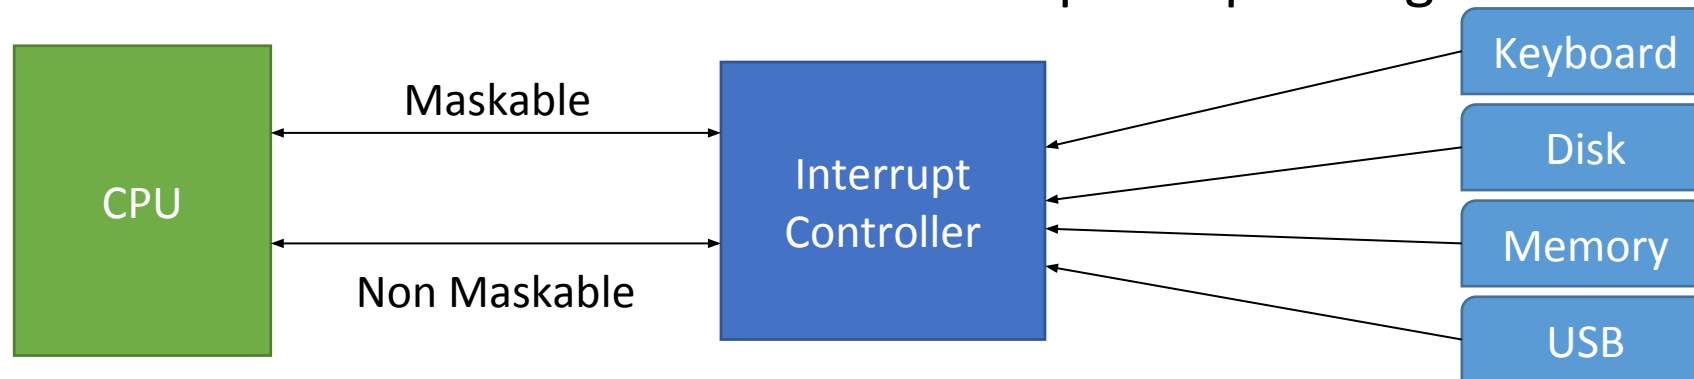 Maskable
CPU
Non Maskable
Interrupt
Controller
Keyboard
Disk
Memory
USB